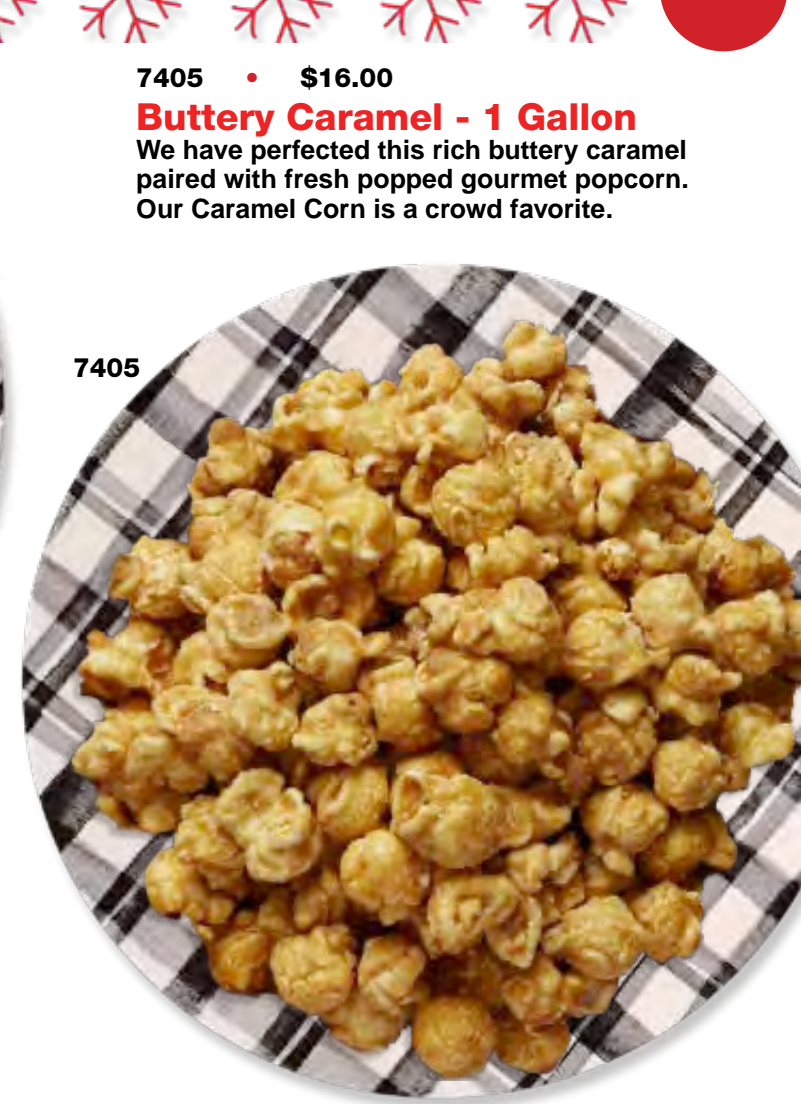 7405 • $16.00
Buttery Caramel - 1 Gallon
We have perfected this rich buttery caramel
paired with fresh popped gourmet popcorn.
Our Caramel Corn is a crowd favorite.
7405